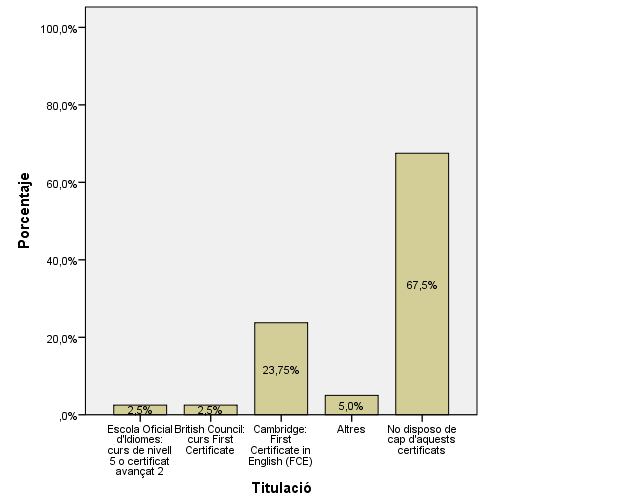 100,0%
80,0%
60,0%
40,0%
20,0%
,0%
Porcentaje
2,5%
2,5%
23,75%
5,0%
67,5%
Escola Oficial
d'Idiomes:
curs de nivell
5 o certificat
avançat 2
British Council:
curs First
Certificate
Cambridge:
First
Certificate in
English (FCE)
Altres
No disposo de
cap d'aquests
certificats
Titulació